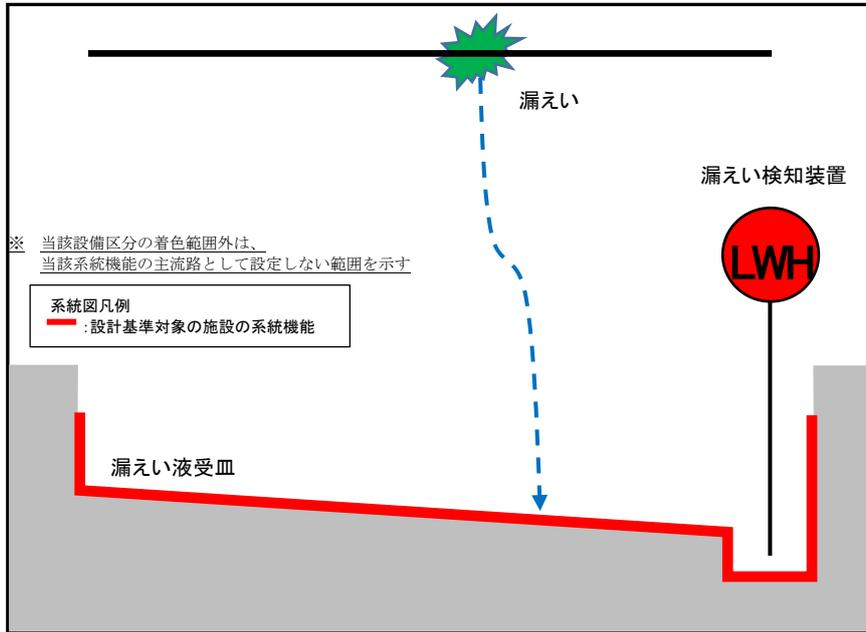 漏えい
漏えい検知装置
LWH
※　当該設備区分の着色範囲外は、
当該系統機能の主流路として設定しない範囲を示す
系統図凡例
：設計基準対象の施設の系統機能
漏えい液受皿